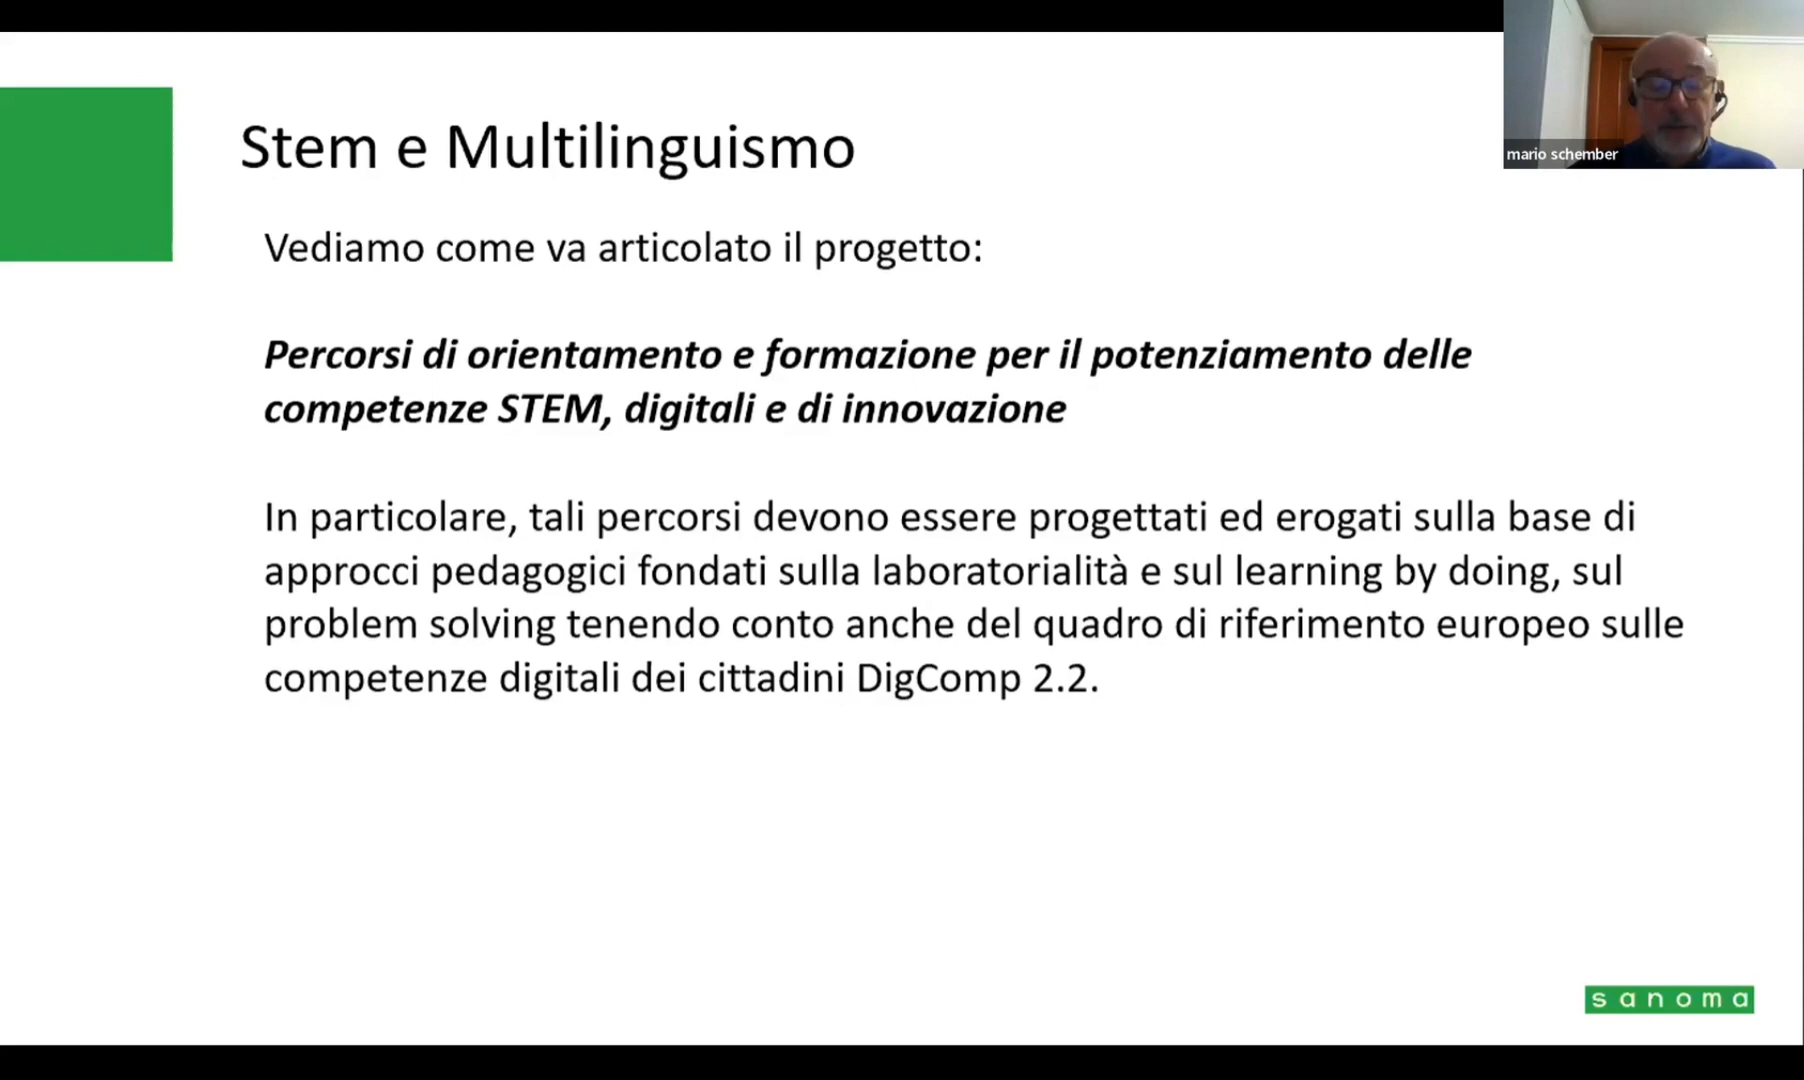 mario schember
Stem e Multilinguismo
Vediamo come va articolato il progetto:
Percorsi di orientamento e formazione per il potenziamento delle
competenze STEM, digitali e di innovazione
In particolare, tali percorsi devono essere progettati ed erogati sulla base di
approcci pedagogici fondati sulla laboratorialità e sul learning by doing, sul
problem solving tenendo conto anche del quadro di riferimento europeo sulle
competenze digitali dei cittadini DigComp 2.2.
sanoma